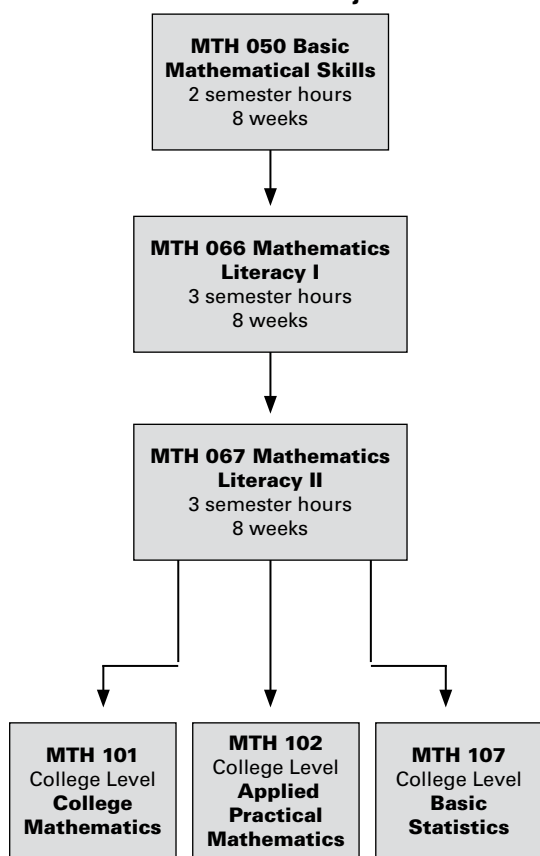 MTH 050 Basic
Mathematical Skills
2 semester hours
8 weeks
MTH 066 Mathematics
Literacy I
3 semester hours
8 weeks
MTH 067 Mathematics
Literacy II
3 semester hours
8 weeks
MTH 101
College Level
College
Mathematics
MTH 102
College Level
Applied
Practical
Mathematics
MTH 107
College Level
Basic
Statistics